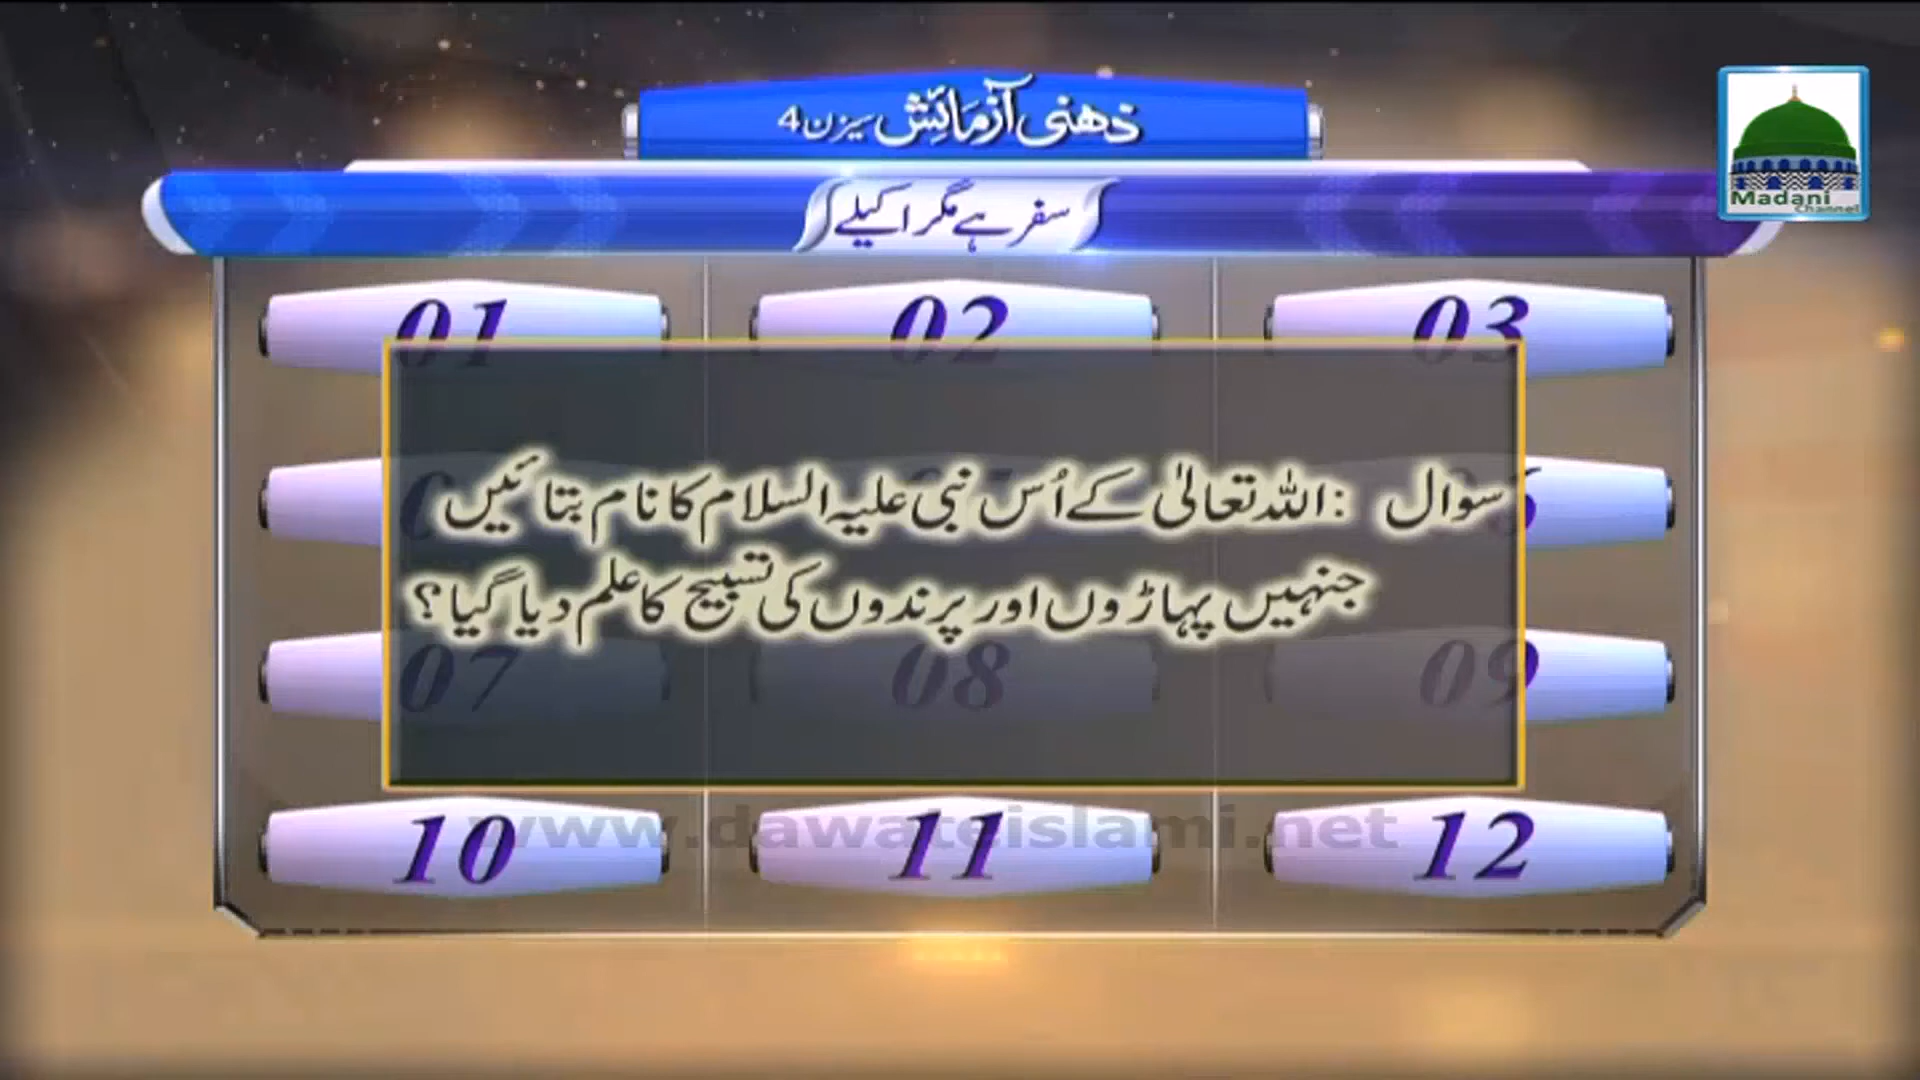 ذہنی آزمائش سیزن 4
Madani
Channel
سفر ہے مگر اکیلے
01 02 03
سوال : اللہ تعالیٰ کے اُس نبی علیہ السلام کا نام بتائیں
جنہیں پہاڑوں اور پرندوں کی تسبیح کا علم دیا گیا؟
07 08 09
10 11 12
www.dawateislami.net